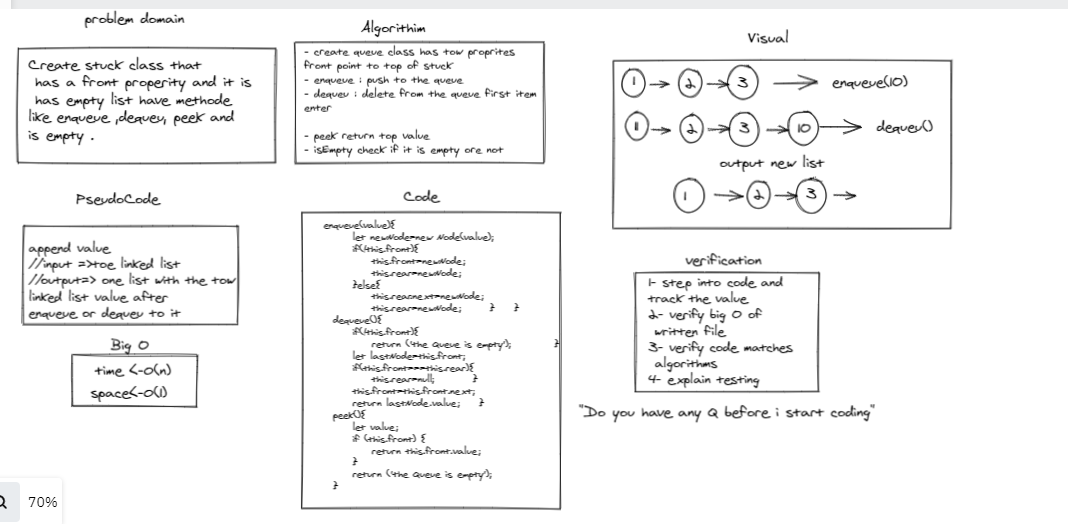 problem domain
Create stuck class that
has a front properity and it is
has empty list have methode
like enqueue ,dequeu, peek and
is empty .
Algorithim
- create queue class has tow proprites
front point to top of stuck
- enqueue : push to the queue
- dequeu : delete from the queue first item
enter
- peek return top value
- isEmpty check if it is empty ore not
Visual
1 2 3 enqueue(10)
1 2 3 10 dequeu()
output new list
1 2 3
PseudoCode
append value
//input =>toe linked list
//output=> one list with the tow
linked list value after
enqueue or dequeu to it
Big O
time <-O(n)
space<-O(1)
Code
enqueue(value){
let newNode=new Node(value);
if(!this.front){
this.front=newNode;
this.rear=newNode;
}else{
this.rear.next=newNode;
this.rear=newNode; } }
dequeue(){
if(!this.front){
return ('the queue is empty'); }
let lastNode=this.front;
if(this.front===this.rear){
this.rear=null; }
this.front=this.front.next;
return lastNode.value; }
peek(){
let value;
if (this.front) {
return this.front.value;
}
return ('the queue is empty');
}
verification
1- step into code and
track the value
2- verify big O of
written file
3- verify code matches
algorithms
4- explain testing
"Do you have any Q before i start coding"
70%